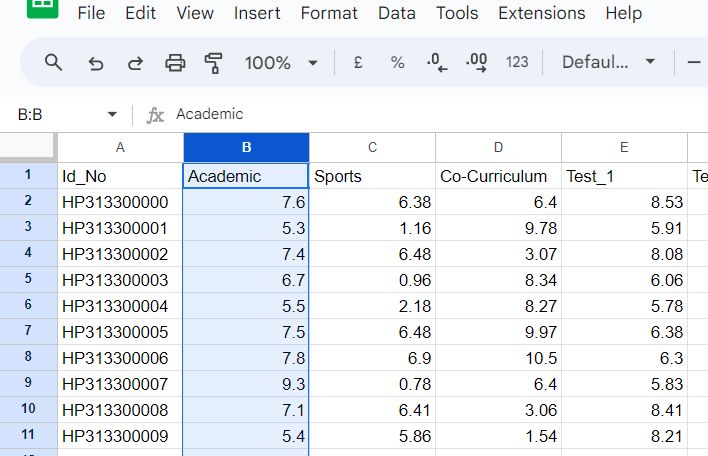 File Edit View Insert Format Data Tools Extensions Help
100% £ % .0 .00 123 Defaul...
B:B fx Academic
A B C D E
1 Id_No Academic Sports Co-Curriculum Test_1 Te
2 HP313300000 7.6 6.38 6.4 8.53
3 HP313300001 5.3 1.16 9.78 5.91
4 HP313300002 7.4 6.48 3.07 8.08
5 HP313300003 6.7 0.96 8.34 6.06
6 HP313300004 5.5 2.18 8.27 5.78
7 HP313300005 7.5 6.48 9.97 6.38
8 HP313300006 7.8 6.9 10.5 6.3
9 HP313300007 9.3 0.78 6.4 5.83
10 HP313300008 7.1 6.41 3.06 8.41
11 HP313300009 5.4 5.86 1.54 8.21